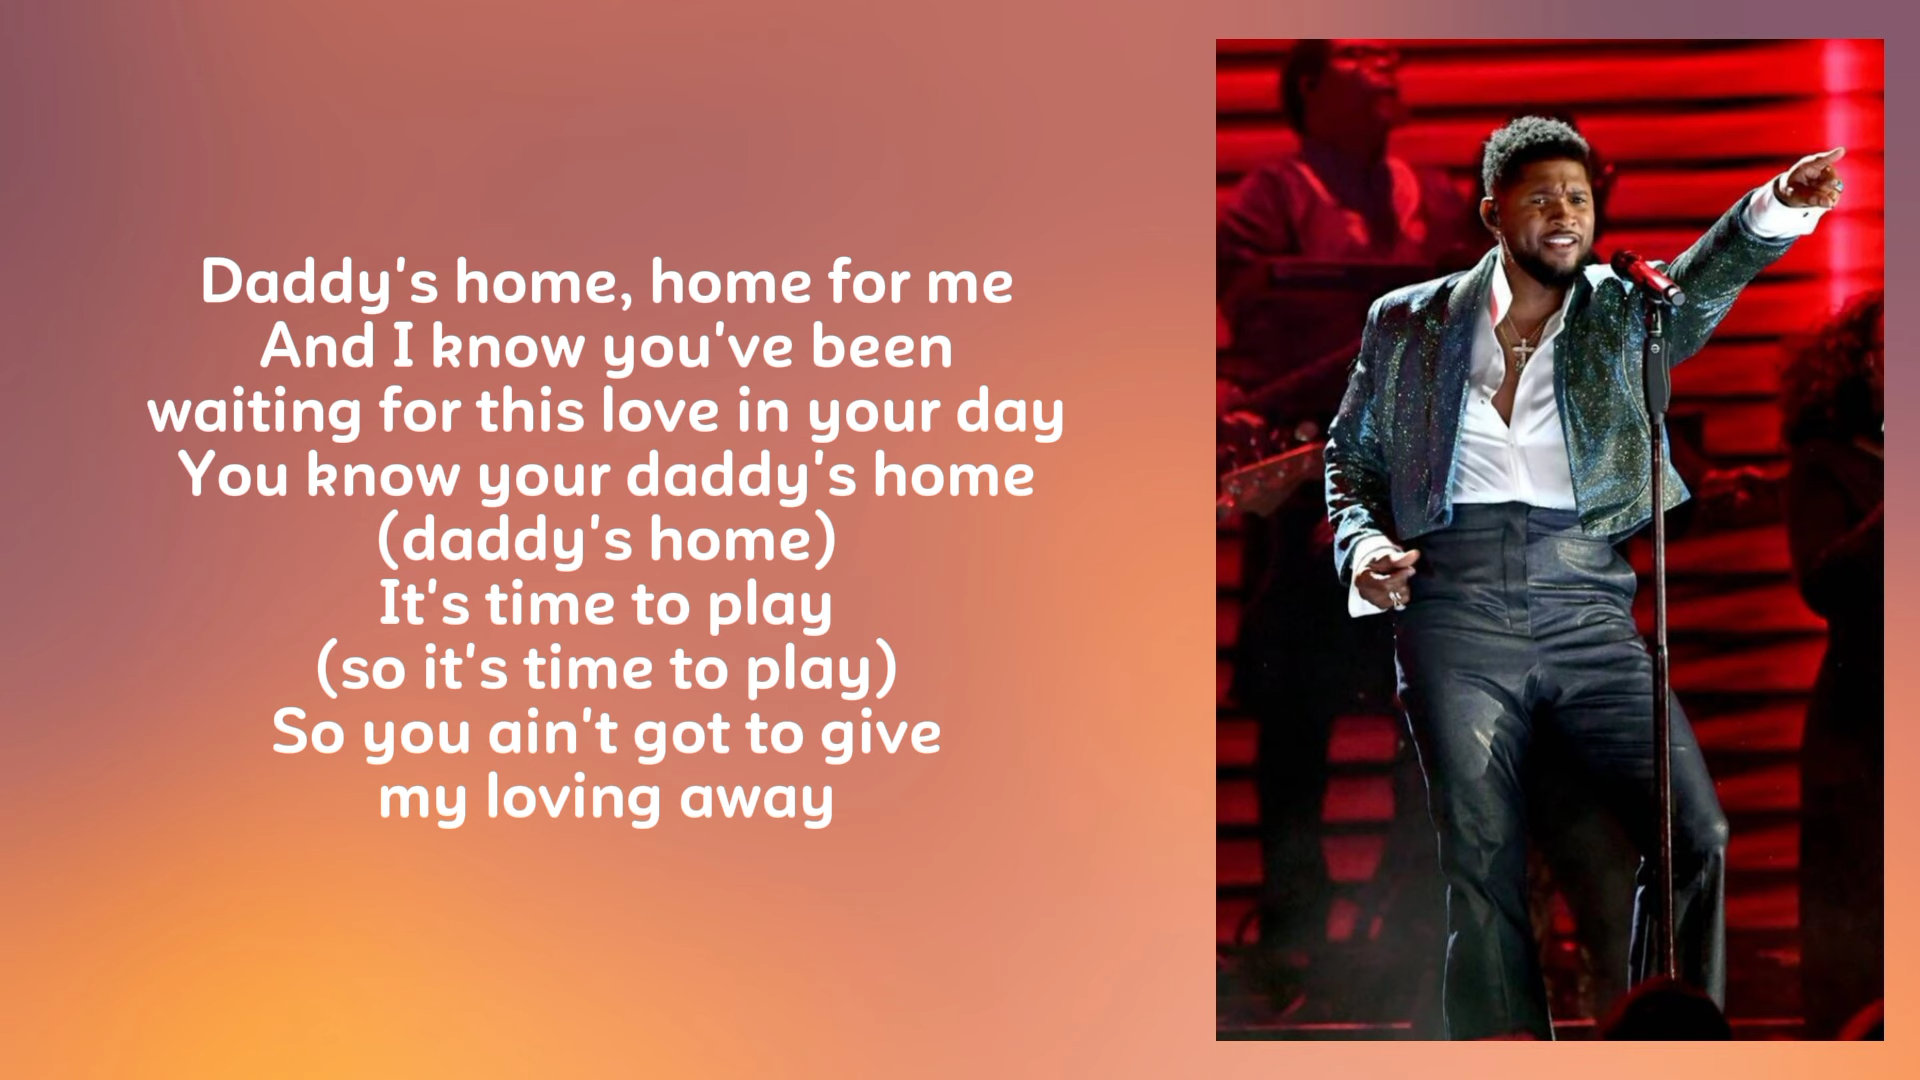 Daddy's home, home for me
And I know you've been
waiting for this love in your day
You know your daddy's home
(daddy's home)
It's time to play
(so it's time to play)
So you ain't got to give
my loving away